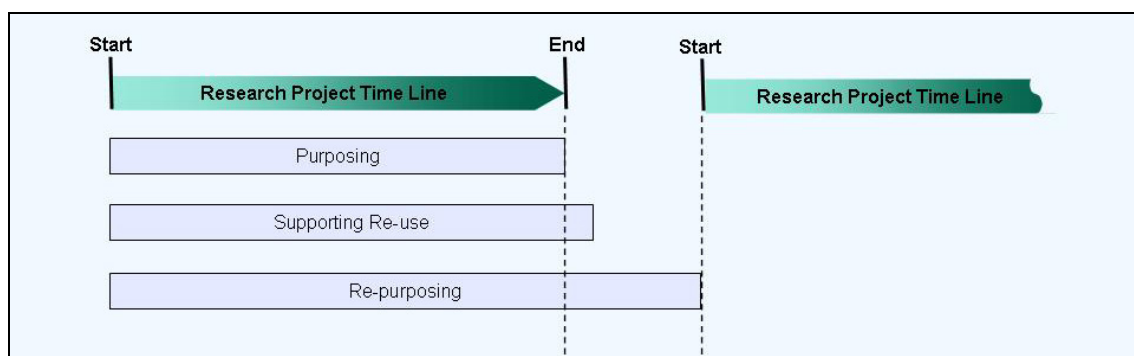 Start
End
Start
Research Project Time Line
Research Project Time Line
Purposing
Supporting Re-use
Re-purposing